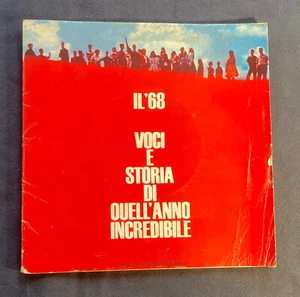 IL '68
VOCI
E
STORIA
DI
QUELL'ANNO
INCREDIBILE